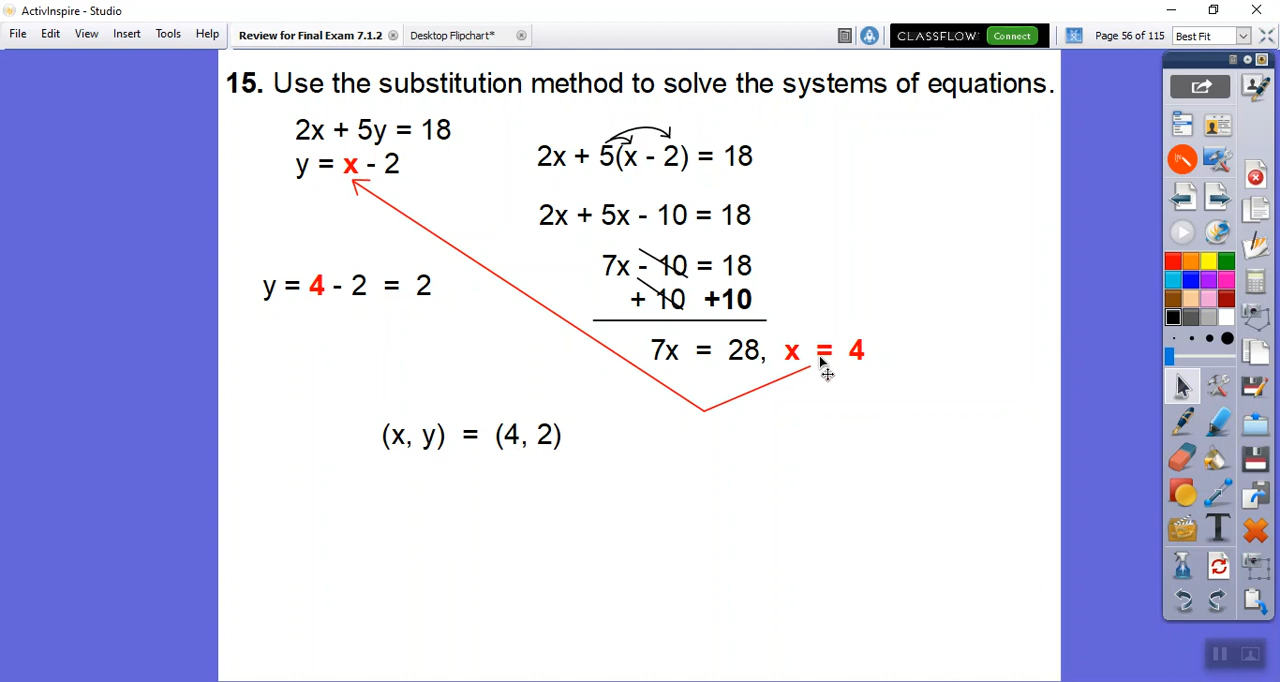 ActivInspire - Studio
File Edit View Insert Tools Help
Review for Final Exam 7.1.2
Desktop Flipchart*
CLASSFLOW Connect
Page 56 of 115
Best Fit
15. Use the substitution method to solve the systems of equations.
2x + 5y = 18
y = x - 2
y = 4 - 2 = 2
2x + 5(x - 2) = 18
2x + 5x - 10 = 18
7x - 10 = 18
+ 10 +10
7x = 28, x = 4
(x, y) = (4, 2)
T